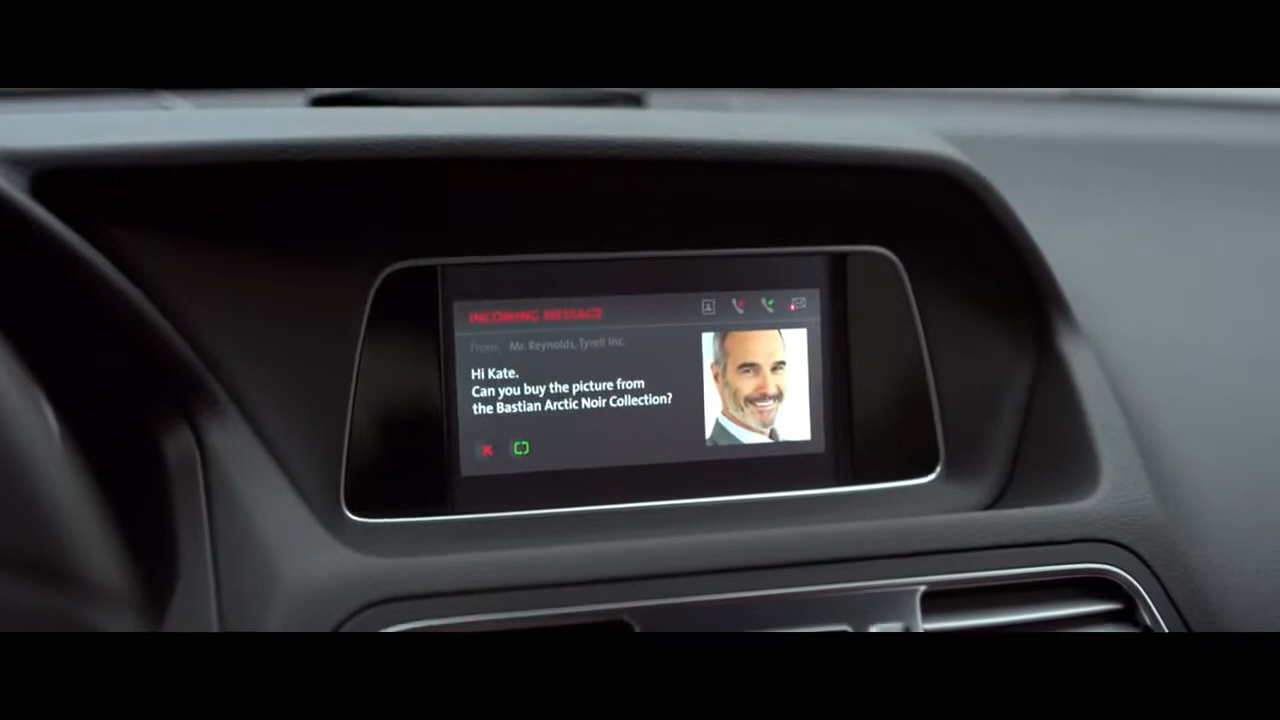 INCOMING MESSAGE
From: Mr. Reynolds, Tyrell Inc.
Hi Kate.
Can you buy the picture from
the Bastian Arctic Noir Collection?